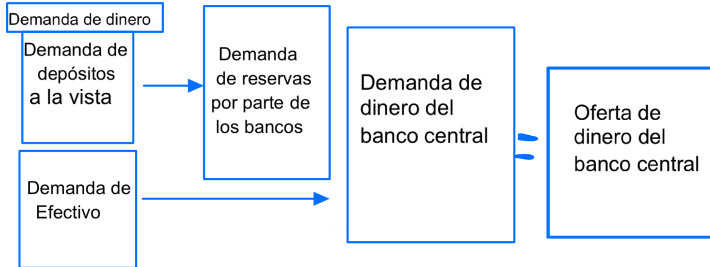 Demanda de dinero
Demanda de
depósitos
a la vista
Demanda
de reservas
por parte de
los bancos
Demanda de
Efectivo
Demanda de
dinero del
banco central
=
Oferta de
dinero del
banco central